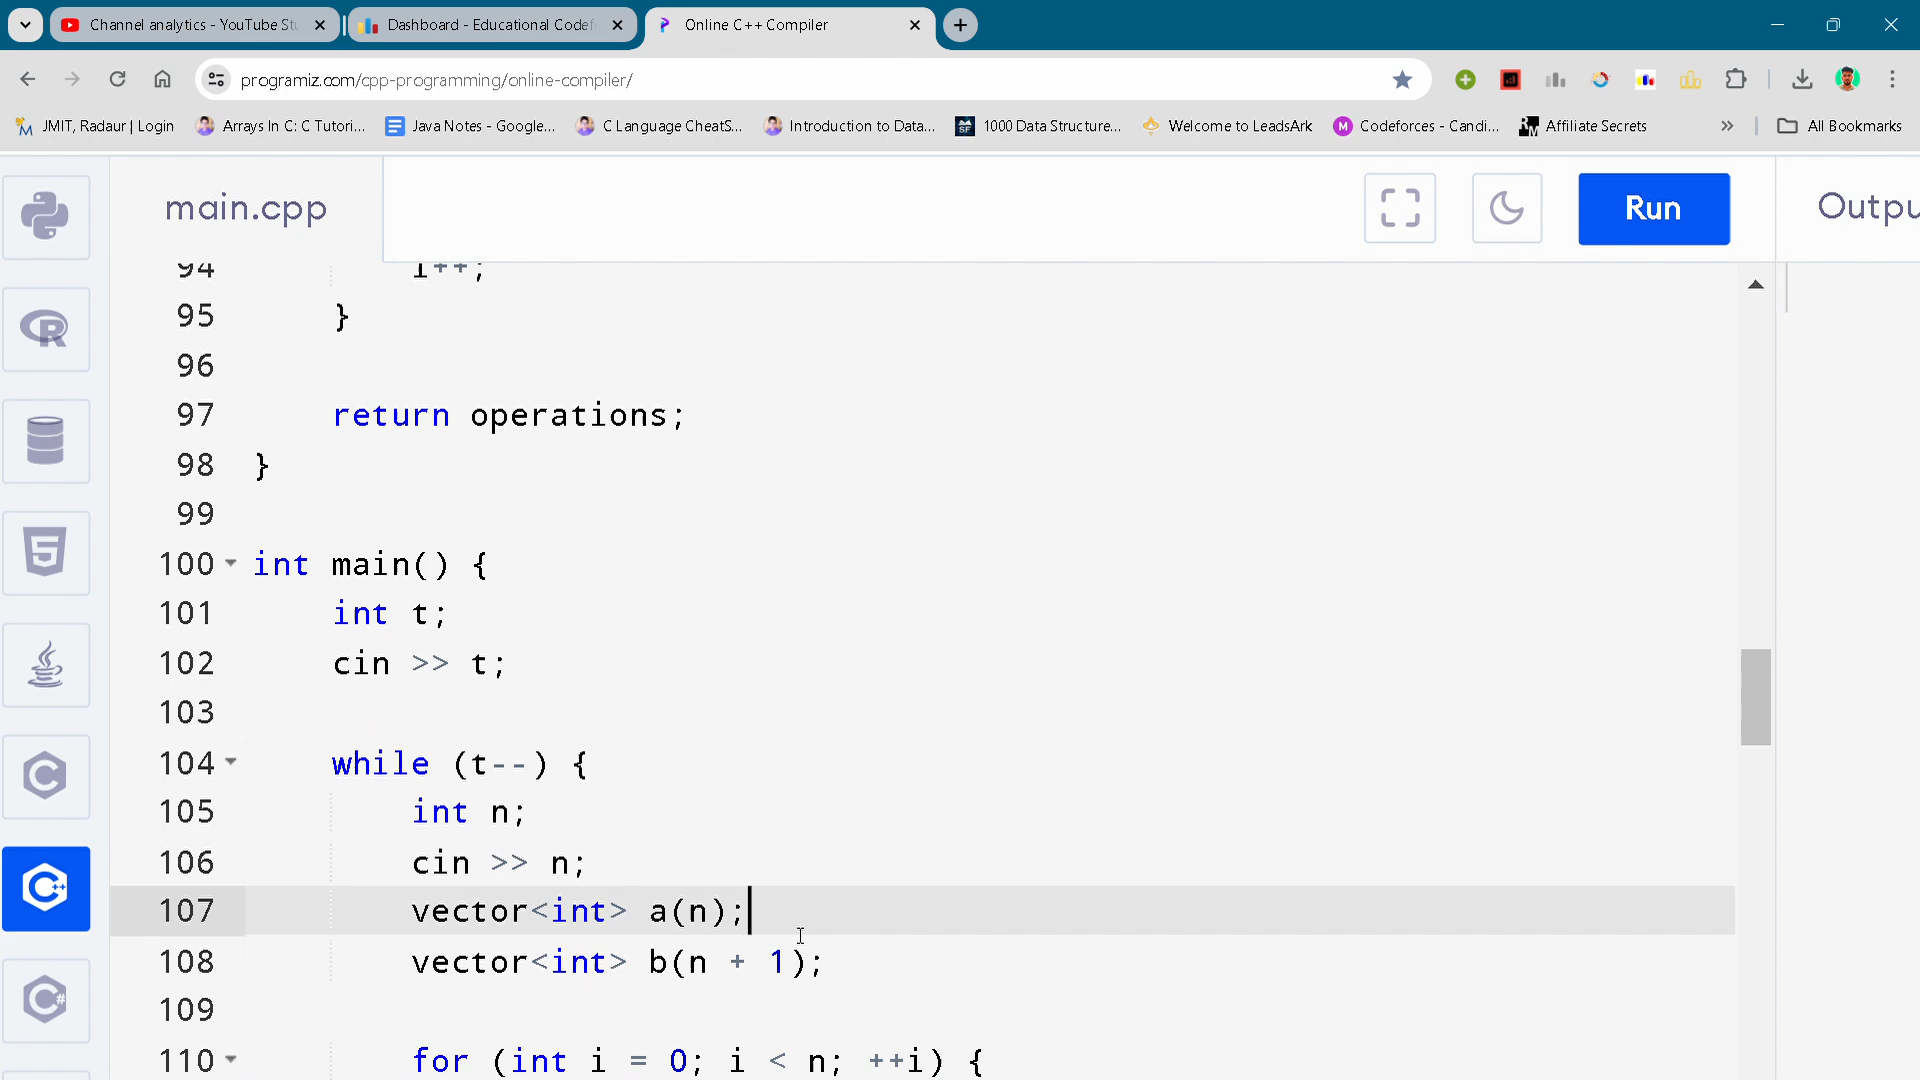 Channel analytics - YouTube Stu
Dashboard - Educational Codef
Online C++ Compiler
programiz.com/cpp-programming/online-compiler/
JMIT, Radaur | Login
Arrays In C: C Tutori...
Java Notes - Google...
C Language CheatS...
Introduction to Data...
1000 Data Structure...
Welcome to LeadsArk
Codeforces - Candi...
Affiliate Secrets
All Bookmarks
main.cpp
Run
Outpu
94 i++;
95 }
96
97 return operations;
98 }
99
100 int main() {
101 int t;
102 cin >> t;
103
104 while (t--) {
105 int n;
106 cin >> n;
107 vector<int> a(n);
108 vector<int> b(n + 1);
109
110 for (int i = 0; i < n; ++i) {